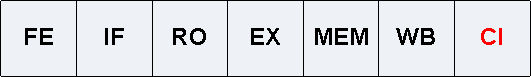 FE IF RO EX MEM WB CI